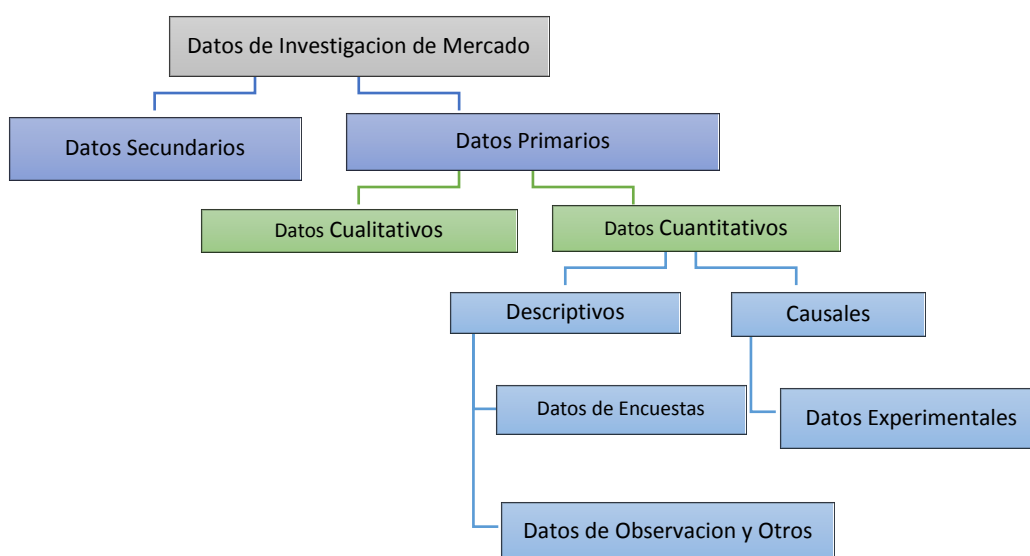 Datos de Investigacion de Mercado
Datos Secundarios
Datos Primarios
Datos Cualitativos
Datos Cuantitativos
Descriptivos
Causales
Datos de Encuestas
Datos Experimentales
Datos de Observacion y Otros